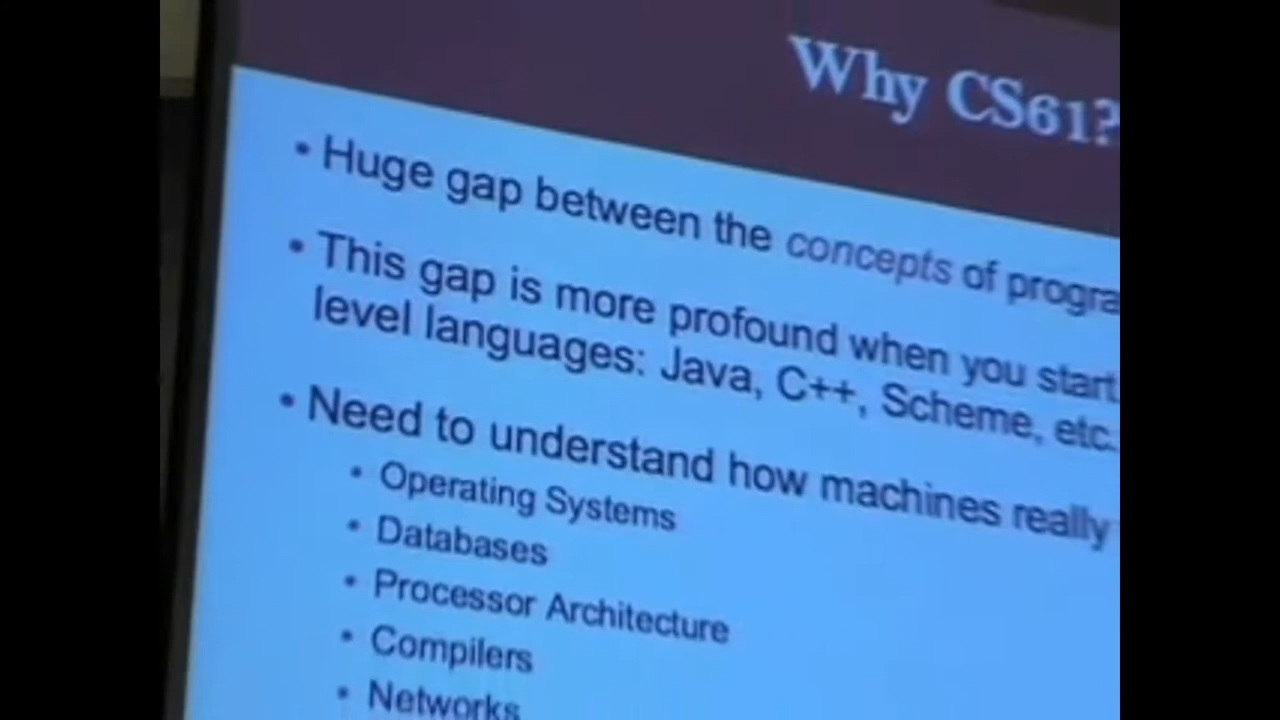 Why CS61?
• Huge gap between the concepts of progra
• This gap is more profound when you start
level languages: Java, C++, Scheme, etc.
• Need to understand how machines really
• Operating Systems
• Databases
• Processor Architecture
• Compilers
• Networks